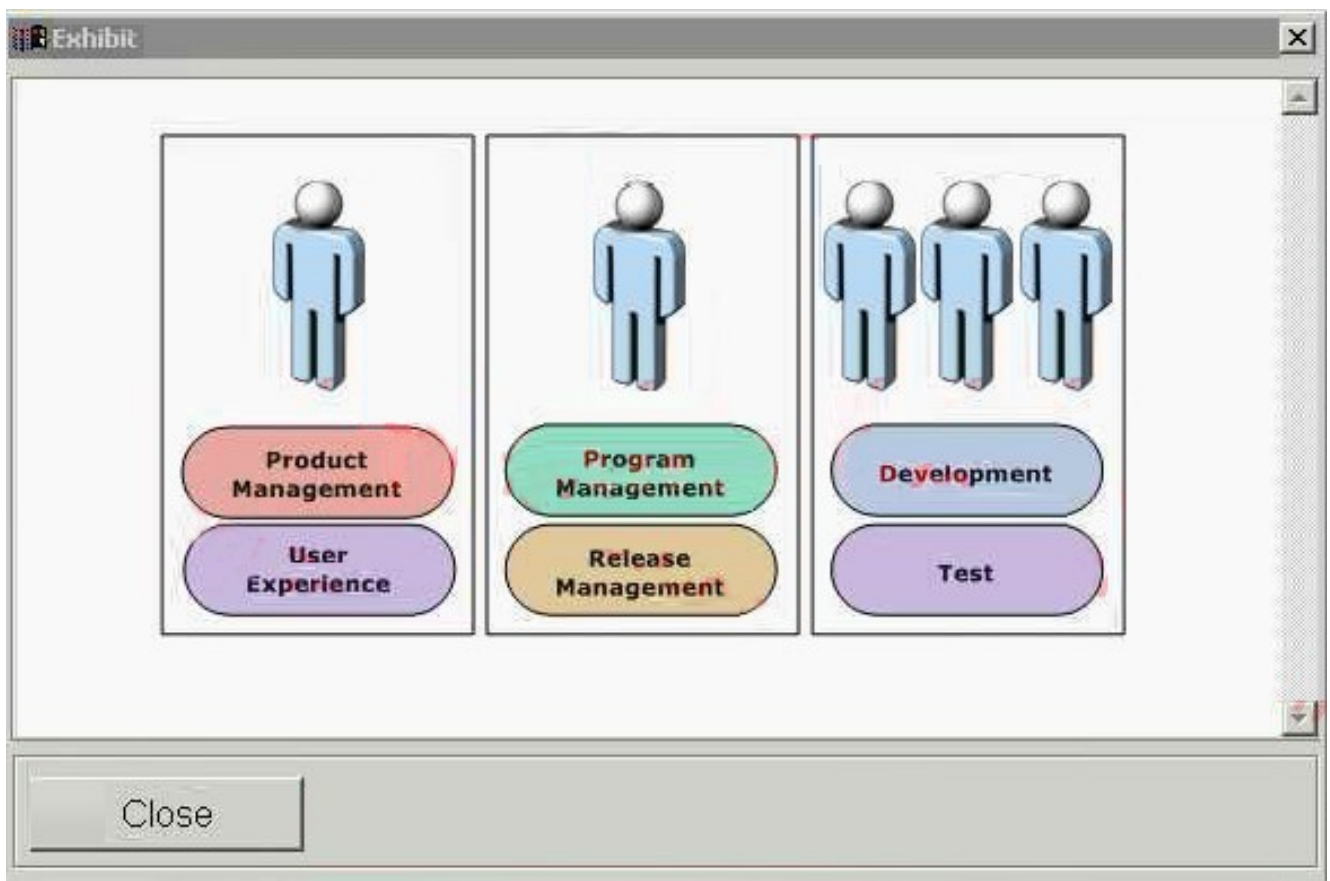 Exhibit
Product
Management
User
Experience
Program
Management
Release
Management
Development
Test
Close